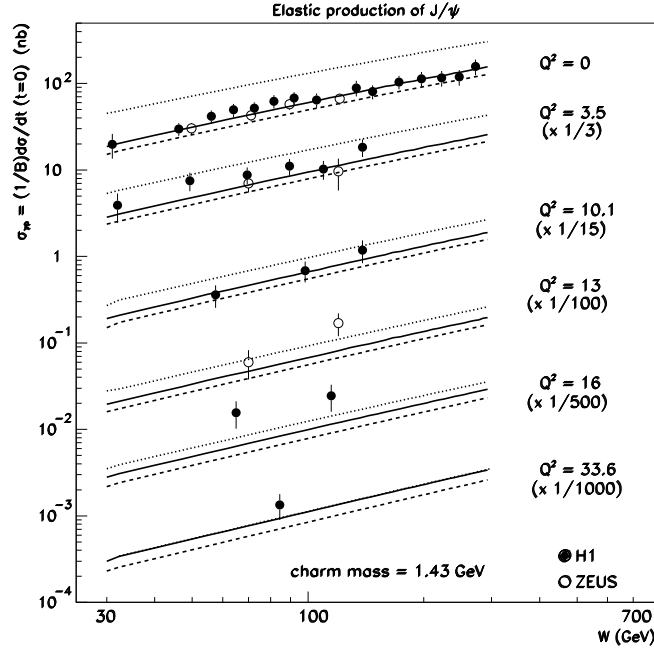 Elastic production of J/ψ
σγp = (1/B)dσ/dt (t=0) (nb)
10²
10
1
10⁻¹
10⁻²
10⁻³
10⁻⁴
Q² = 0
Q² = 3.5
(x 1/3)
Q² = 10.1
(x 1/15)
Q² = 13
(x 1/100)
Q² = 16
(x 1/500)
Q² = 33.6
(x 1/1000)
H1
ZEUS
charm mass = 1.43 GeV
30
100
700
W (GeV)